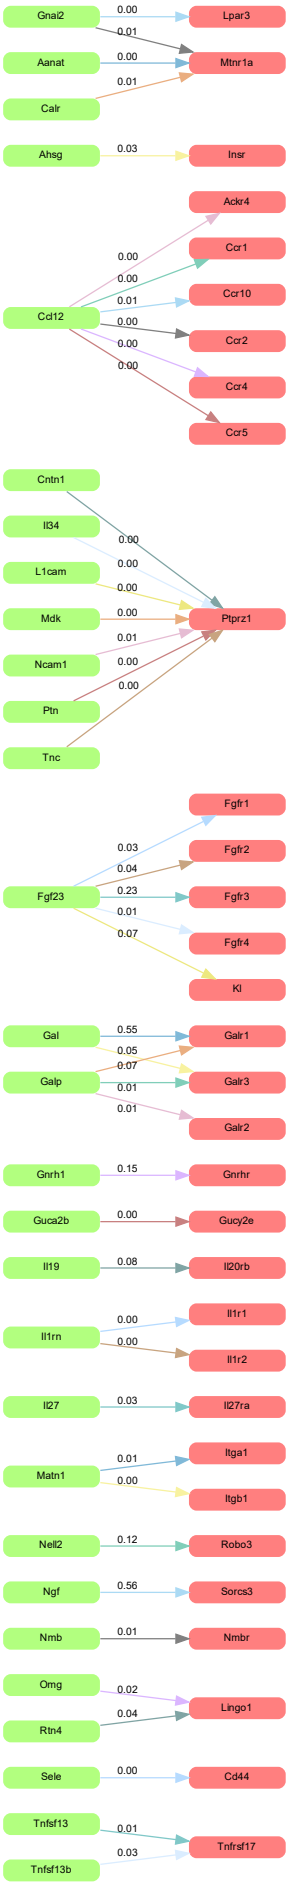 Gnai2 0.00 Lpar3
0.01
Aanat 0.00 Mtnr1a
Calr 0.01
Ahsg 0.03 Insr
Ackr4
Ccr1
0.00
0.00
Ccr10
0.01
Ccl12
0.00
Ccr2
0.00
0.00
Ccr4
Ccr5
Cntn1
Il34
0.00
L1cam
0.00
0.00
Mdk 0.00 Ptprz1
0.01
Ncam1
0.00
0.00
Ptn
Tnc
Fgfr1
0.03
Fgfr2
0.04
Fgf23 0.23 Fgfr3
0.01
Fgfr4
0.07
Kl
Gal 0.55 Galr1
0.05
0.07
Galp Galr3
0.01
0.01
Galr2
Gnrh1 0.15 Gnrhr
Guca2b 0.00 Gucy2e
Il19 0.08 Il20rb
Il1r1
0.00
Il1rn
0.00
Il1r2
Il27 0.03 Il27ra
Itga1
0.01
Matn1
0.00
Itgb1
Nell2 0.12 Robo3
Ngf 0.56 Sorcs3
Nmb 0.01 Nmbr
Omg
0.02
Lingo1
0.04
Rtn4
Sele 0.00 Cd44
Tnfsf13
0.01
Tnfrsf17
0.03
Tnfsf13b